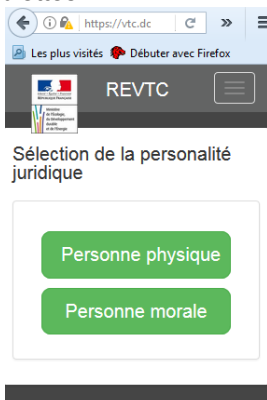 https://vtc.dc
Les plus visités Débuter avec Firefox
REVTC
Sélection de la personalité
juridique
Personne physique
Personne morale